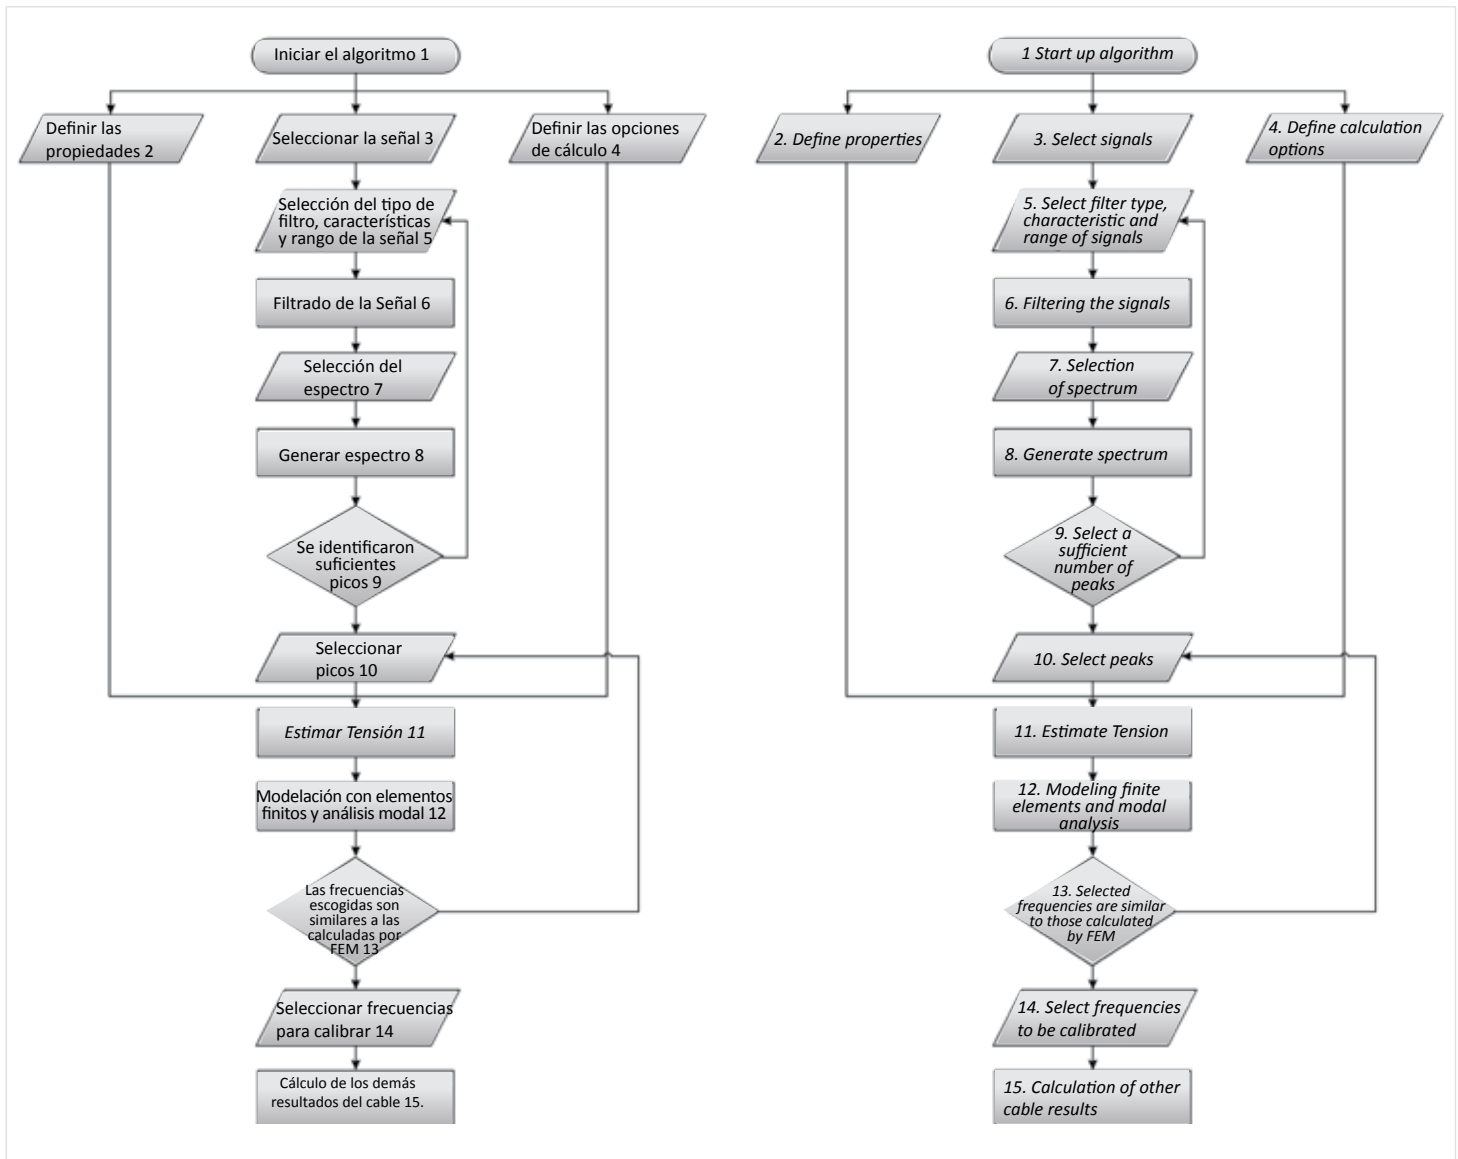 Iniciar el algoritmo 1
Definir las
propiedades 2
Seleccionar la señal 3
Definir las opciones
de cálculo 4
Selección del tipo de
filtro, características
y rango de la señal 5
Filtrado de la Señal 6
Selección del
espectro 7
Generar espectro 8
Se identificaron
suficientes
picos 9
Seleccionar
picos 10
Estimar Tensión 11
Modelación con elementos
finitos y análisis modal 12
Las frecuencias
escogidas son
similares a las
calculadas por
FEM 13
Seleccionar frecuencias
para calibrar 14
Cálculo de los demás
resultados del cable 15.
1 Start up algorithm
2. Define properties
3. Select signals
4. Define calculation
options
5. Select filter type,
characteristic and
range of signals
6. Filtering the signals
7. Selection
of spectrum
8. Generate spectrum
9. Select a
sufficient
number of
peaks
10. Select peaks
11. Estimate Tension
12. Modeling finite
elements and modal
analysis
13. Selected
frequencies are similar
to those calculated
by FEM
14. Select frequencies
to be calibrated
15. Calculation of other
cable results